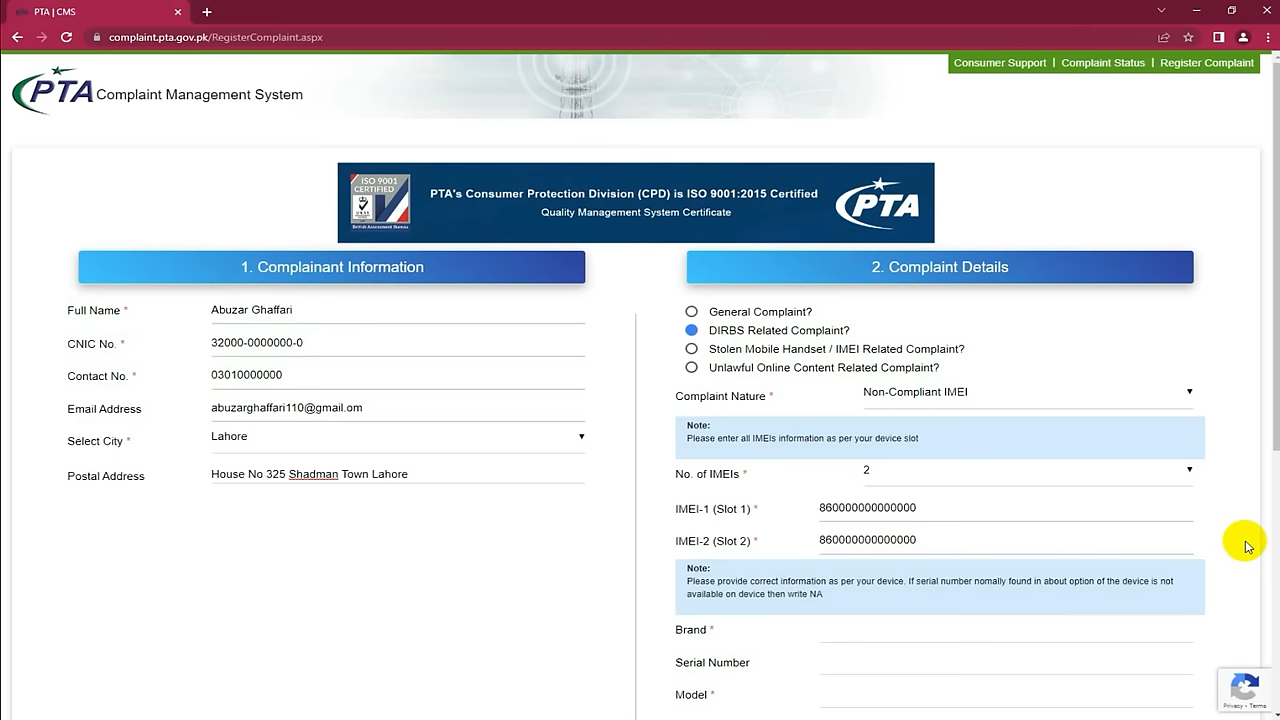 PTA | CMS
complaint.pta.gov.pk/RegisterComplaint.aspx
Consumer Support | Complaint Status | Register Complaint
PTA Complaint Management System
ISO 9001
CERTIFIED
British Assessment Bureau
PTA's Consumer Protection Division (CPD) is ISO 9001:2015 Certified
Quality Management System Certificate
PTA
1. Complainant Information
Full Name * Abuzar Ghaffari
CNIC No. * 32000-0000000-0
Contact No. * 03010000000
Email Address abuzarghaffari110@gmail.om
Select City * Lahore
Postal Address House No 325 Shadman Town Lahore
2. Complaint Details
General Complaint?
DIRBS Related Complaint?
Stolen Mobile Handset / IMEI Related Complaint?
Unlawful Online Content Related Complaint?
Complaint Nature * Non-Compliant IMEI
Note:
Please enter all IMEIs information as per your device slot
No. of IMEIs * 2
IMEI-1 (Slot 1) * 860000000000000
IMEI-2 (Slot 2) * 860000000000000
Note:
Please provide correct information as per your device. If serial number nomally found in about option of the device is not
available on device then write NA
Brand *
Serial Number
Model *
Privacy - Terms